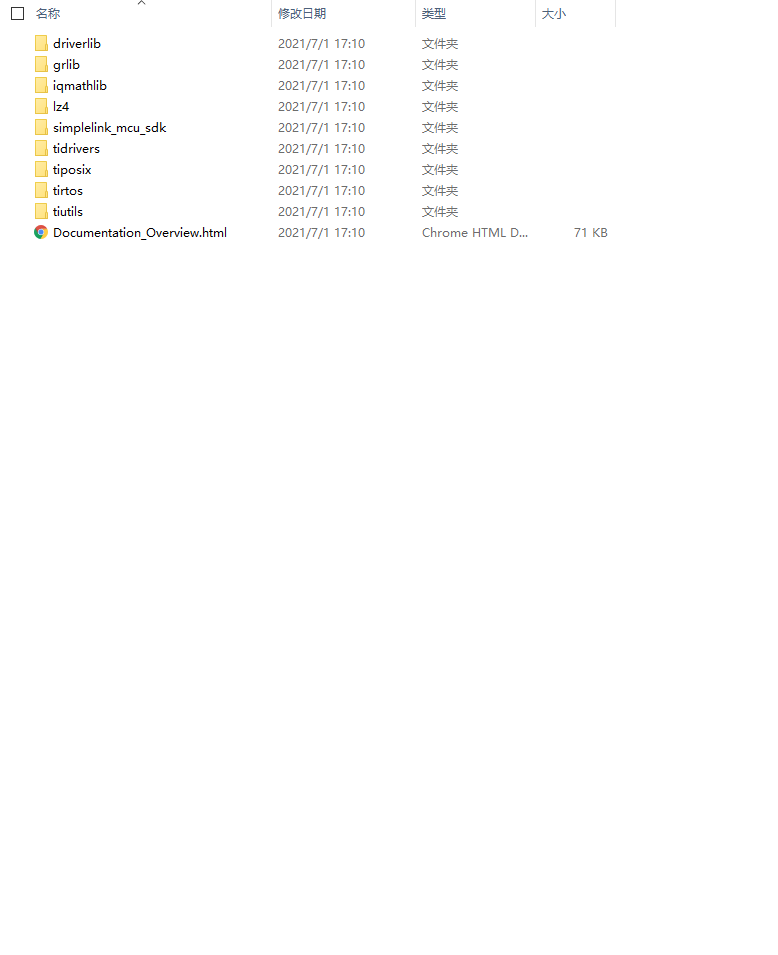 名称 修改日期 类型 大小
driverlib 2021/7/1 17:10 文件夹
grlib 2021/7/1 17:10 文件夹
iqmathlib 2021/7/1 17:10 文件夹
lz4 2021/7/1 17:10 文件夹
simplelink_mcu_sdk 2021/7/1 17:10 文件夹
tidrivers 2021/7/1 17:10 文件夹
tiposix 2021/7/1 17:10 文件夹
tirtos 2021/7/1 17:10 文件夹
tiutils 2021/7/1 17:10 文件夹
Documentation_Overview.html 2021/7/1 17:10 Chrome HTML D... 71 KB